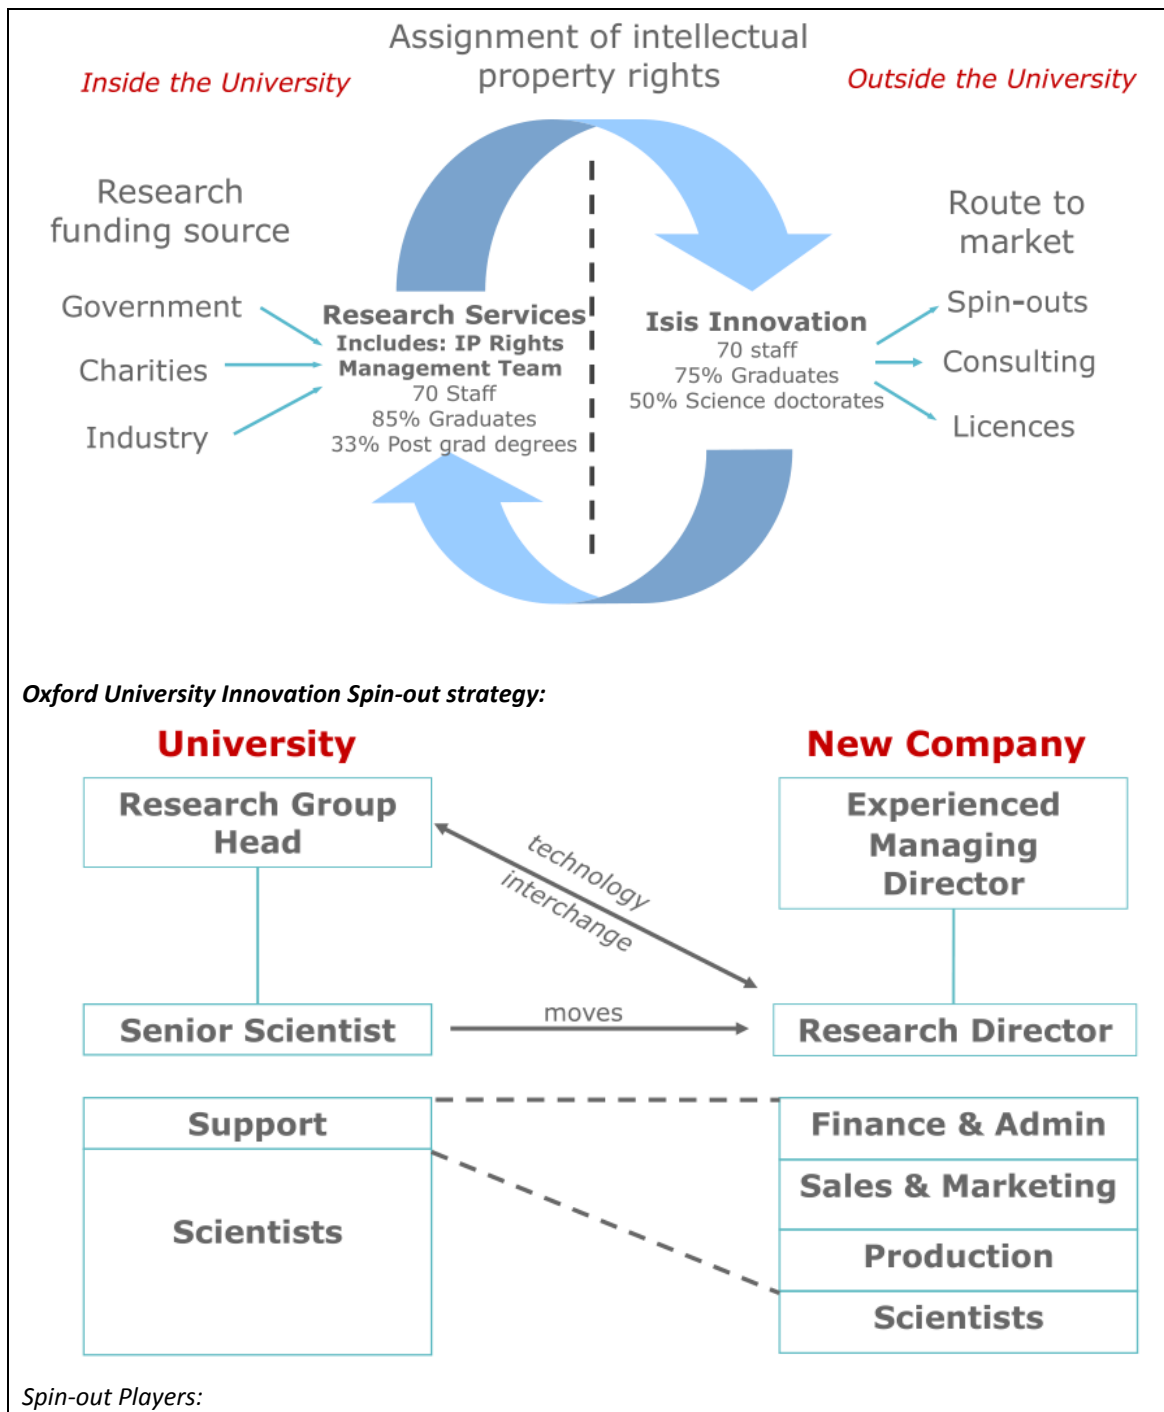 Assignment of intellectual
property rights
Inside the University
Outside the University
Research
funding source
Government
Charities
Industry
Research Services
Includes: IP Rights
Management Team
70 Staff
85% Graduates
33% Post grad degrees
Isis Innovation
70 staff
75% Graduates
50% Science doctorates
Route to
market
Spin-outs
Consulting
Licences
Oxford University Innovation Spin-out strategy:
University
New Company
Research Group
Head
Experienced
Managing
Director
technology
interchange
Senior Scientist
moves
Research Director
Support
Scientists
Finance & Admin
Sales & Marketing
Production
Scientists
Spin-out Players: